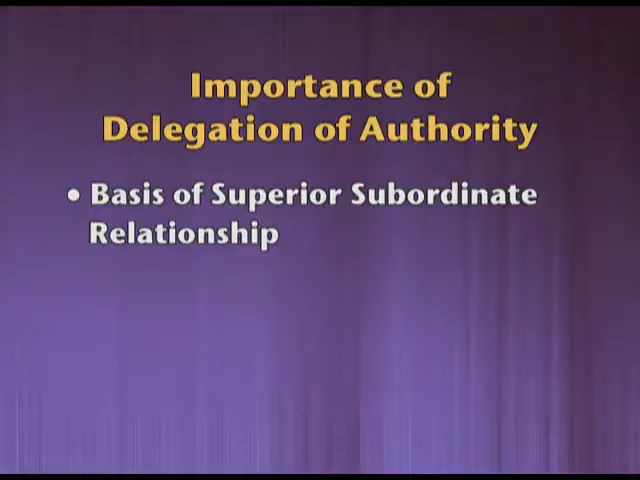 Importance of
Delegation of Authority
• Basis of Superior Subordinate
Relationship